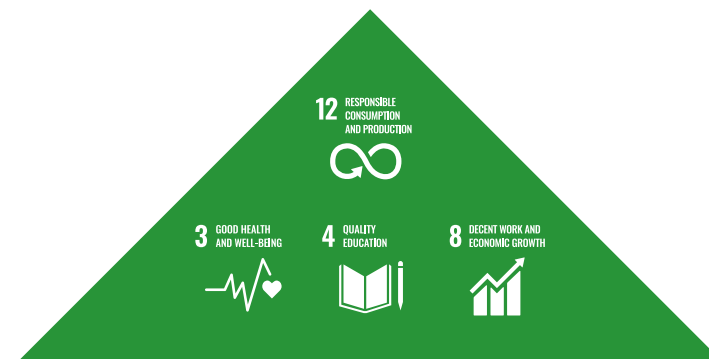 12 RESPONSIBLE
CONSUMPTION
AND PRODUCTION
3 GOOD HEALTH
AND WELL-BEING
4 QUALITY
EDUCATION
8 DECENT WORK AND
ECONOMIC GROWTH